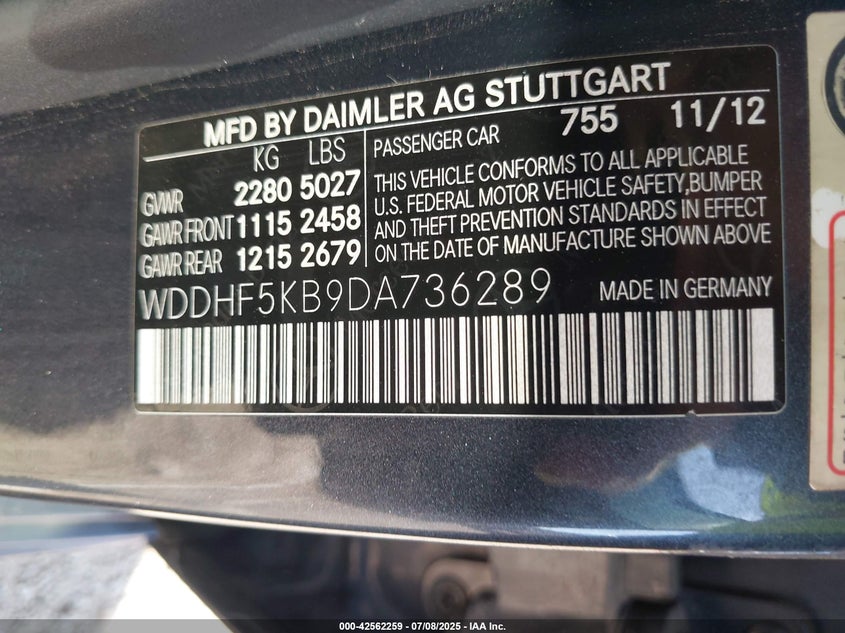 MFD BY DAIMLER AG STUTTGART
KG LBS
GVWR 2280 5027
GAWR FRONT 1115 2458
GAWR REAR 1215 2679
PASSENGER CAR 755 11/12
THIS VEHICLE CONFORMS TO ALL APPLICABLE
U.S. FEDERAL MOTOR VEHICLE SAFETY,BUMPER
AND THEFT PREVENTION STANDARDS IN EFFECT
ON THE DATE OF MANUFACTURE SHOWN ABOVE
WDDHF5KB9DA736289 MADE IN GERMANY
000-42562259 - 07/08/2025 - IAA Inc.